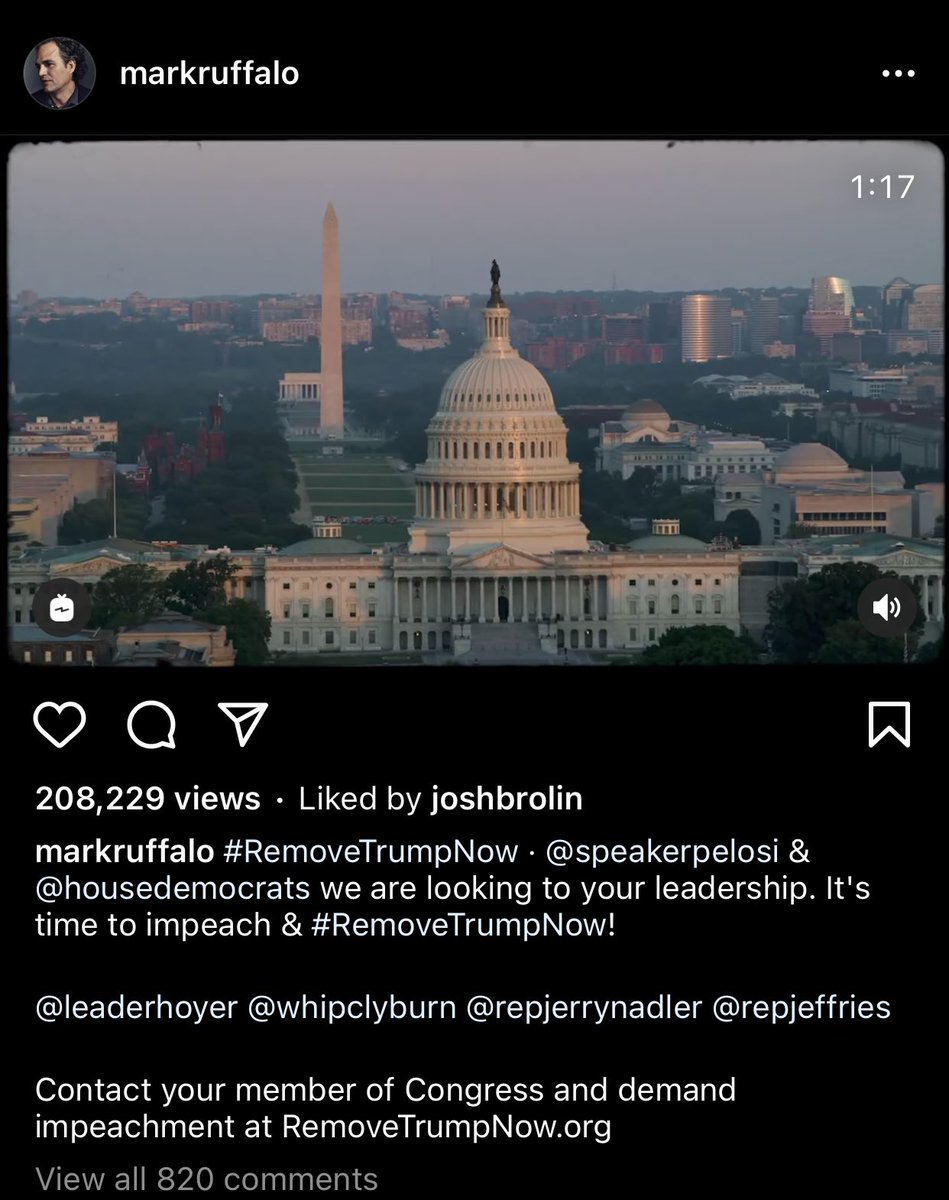 markruffalo
1:17
208,229 views · Liked by joshbrolin
markruffalo #RemoveTrumpNow · @speakerpelosi &
@housedemocrats we are looking to your leadership. It's
time to impeach & #RemoveTrumpNow!
@leaderhoyer @whipclyburn @repjerrynadler @repjeffries
Contact your member of Congress and demand
impeachment at RemoveTrumpNow.org
View all 820 comments